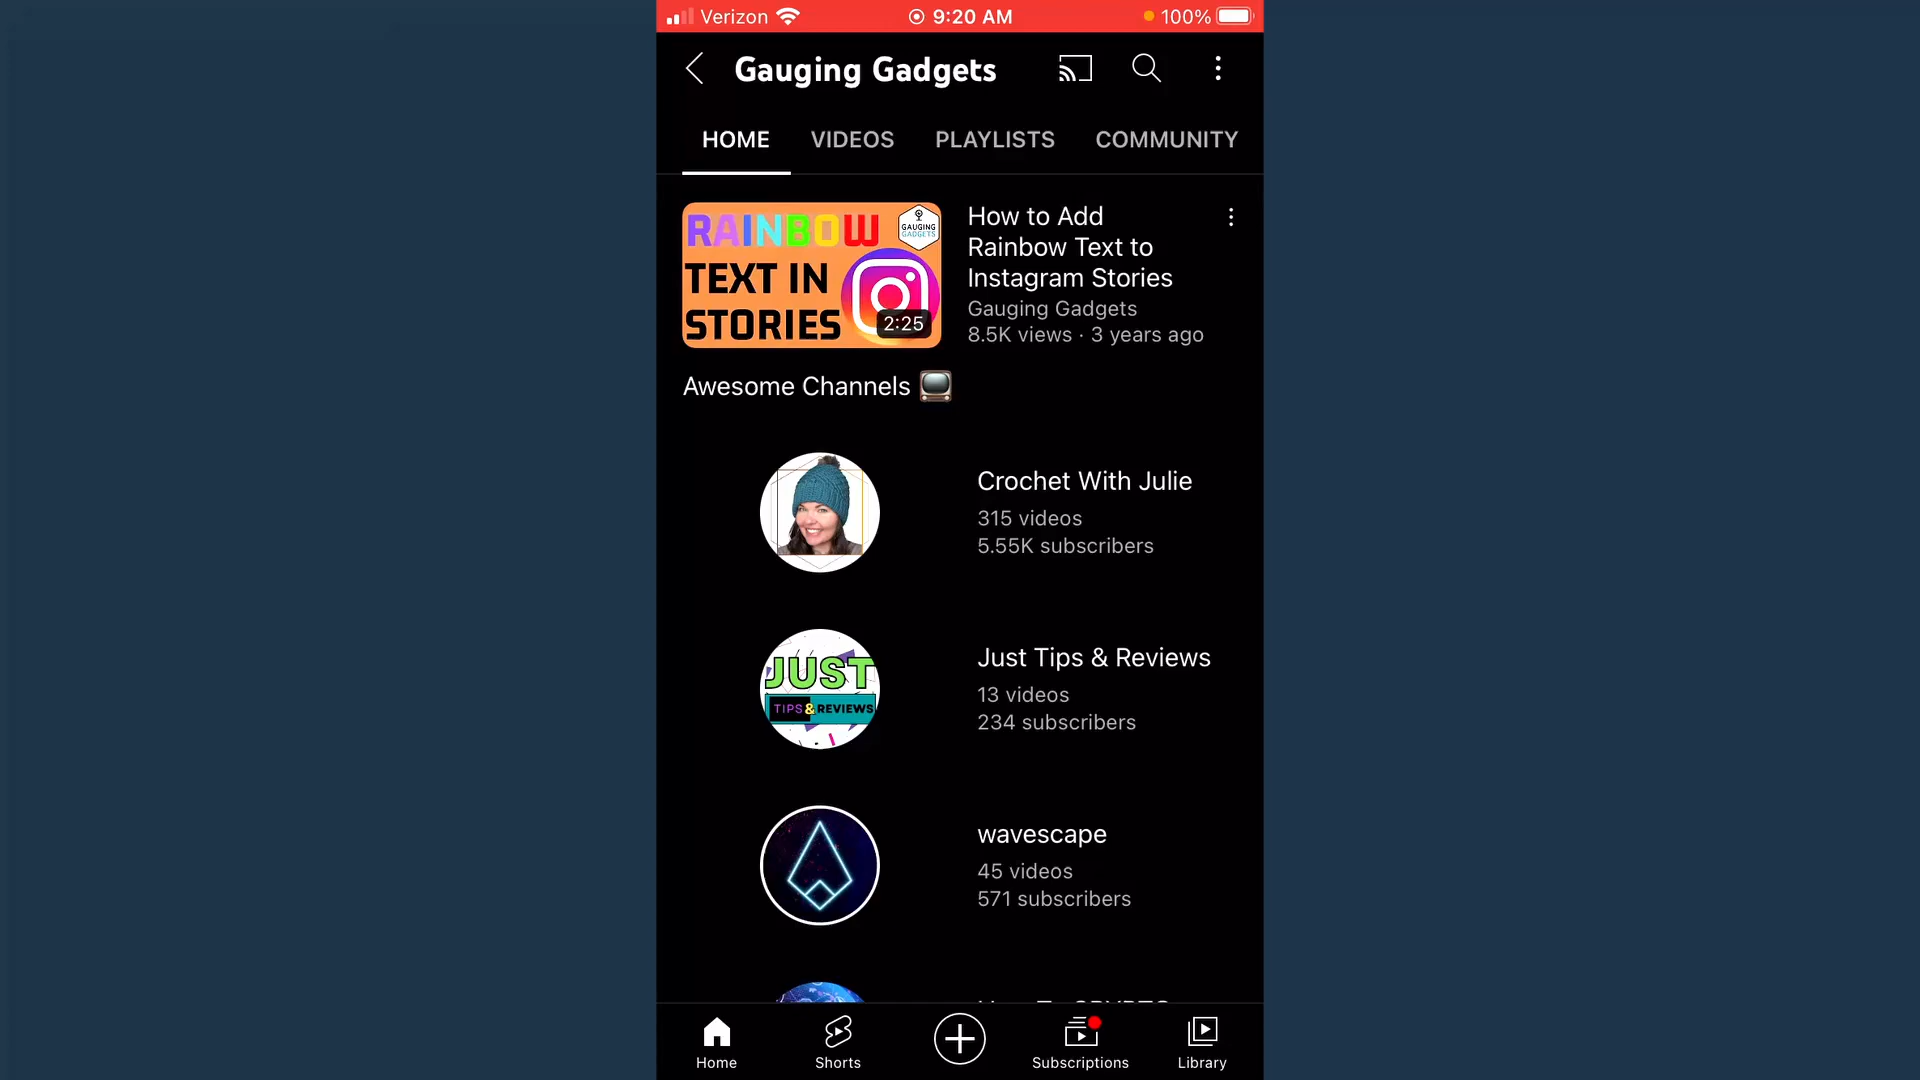 Verizon 9:20 AM 100%
Gauging Gadgets
HOME VIDEOS PLAYLISTS COMMUNITY
RAINBOW
TEXT IN
STORIES
GAUGING
GADGETS
2:25
How to Add
Rainbow Text to
Instagram Stories
Gauging Gadgets
8.5K views · 3 years ago
Awesome Channels
Crochet With Julie
315 videos
5.55K subscribers
JUST
TIPS&REVIEWS
Just Tips & Reviews
13 videos
234 subscribers
wavescape
45 videos
571 subscribers
Home Shorts Subscriptions Library